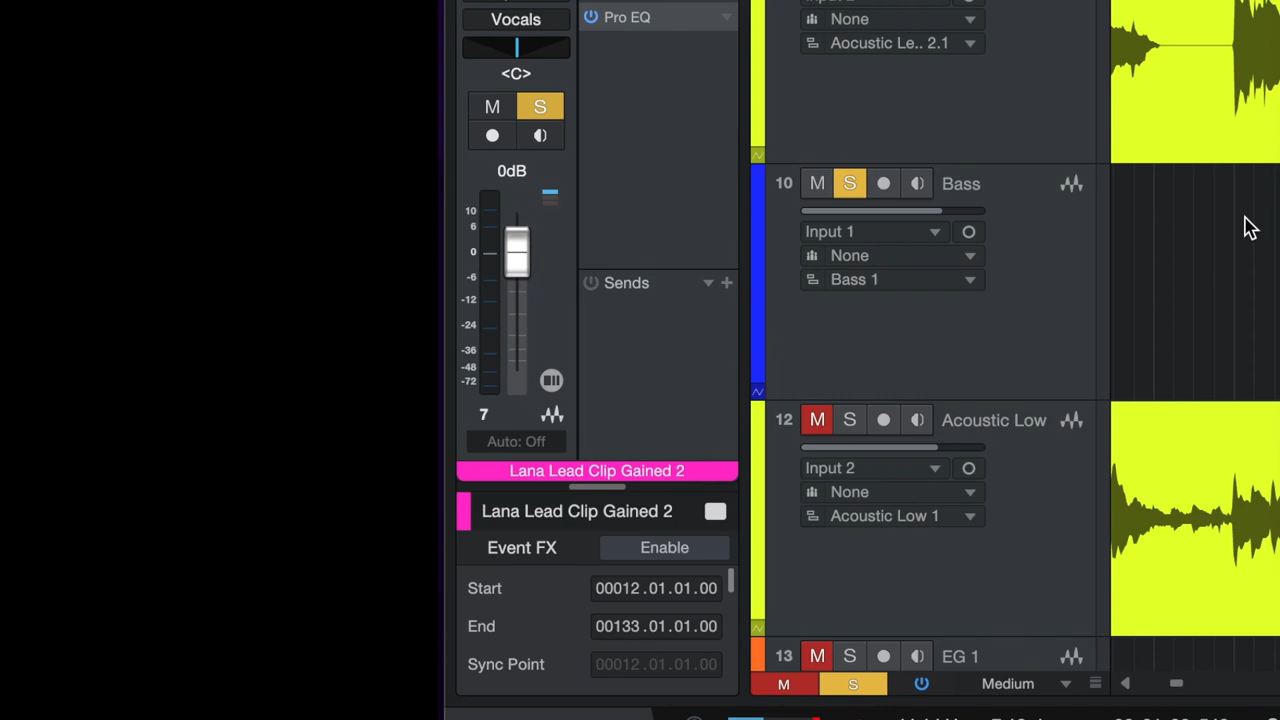 Vocals
<C>
M S
0dB
10
6
0
-6
-12
-24
-36
-48
-72
7
Auto: Off
Lana Lead Clip Gained 2
Lana Lead Clip Gained 2
Event FX Enable
Start 00012.01.01.00
End 00133.01.01.00
Sync Point 00012.01.01.00
Pro EQ
Sends
None
Aocustic Le.. 2.1
10 M S Bass
Input 1
None
Bass 1
12 M S Acoustic Low
Input 2
None
Acoustic Low 1
13 M S EG 1
M S Medium